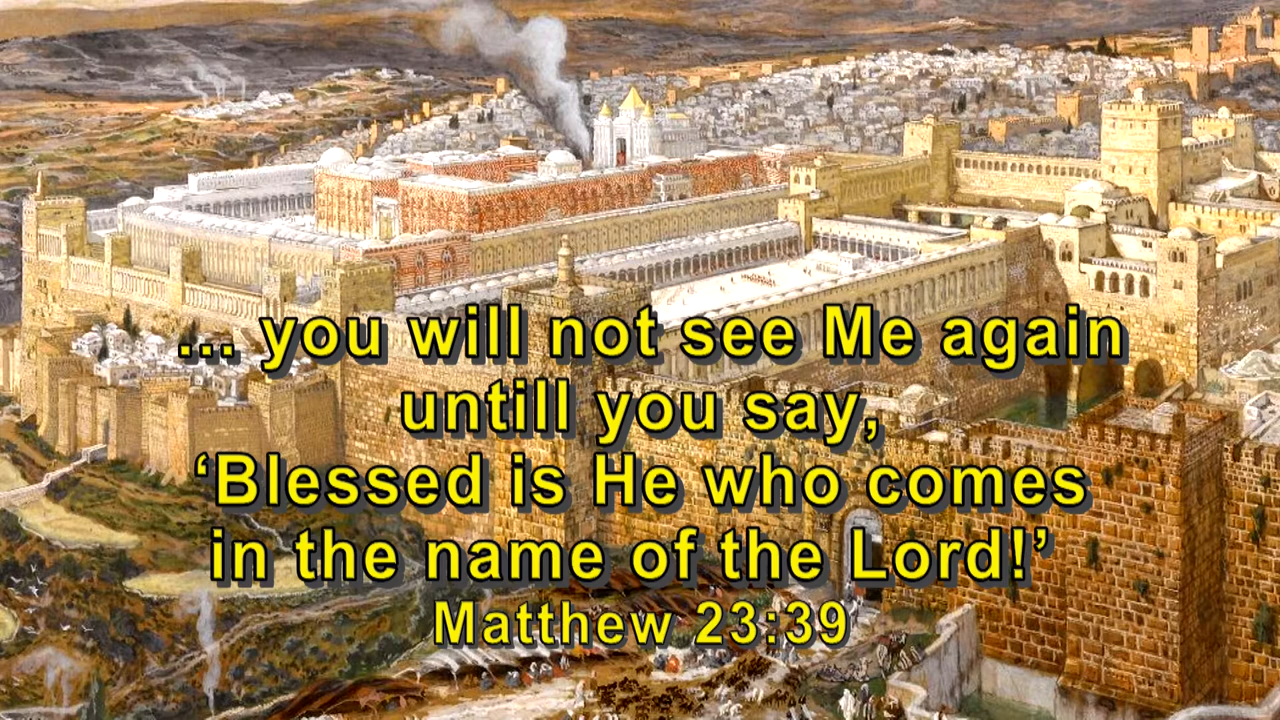 ... you will not see Me again
untill you say,
‘Blessed is He who comes
in the name of the Lord!’
Matthew 23:39